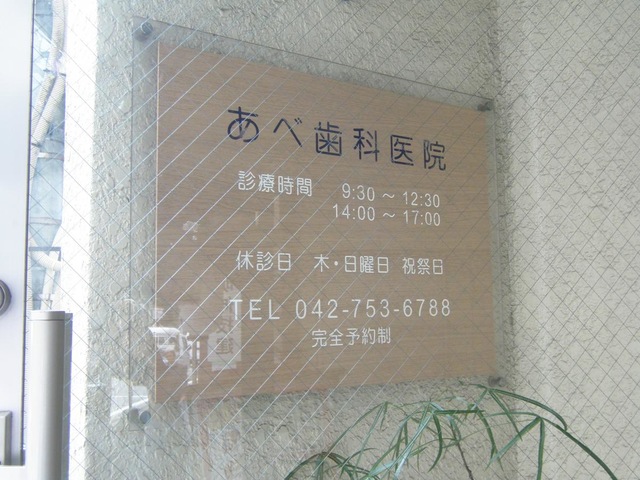 あべ歯科医院
診療時間 9:30 ～ 12:30
14:00 ～ 17:00
休診日 木・日曜日 祝祭日
TEL 042-753-6788
完全予約制